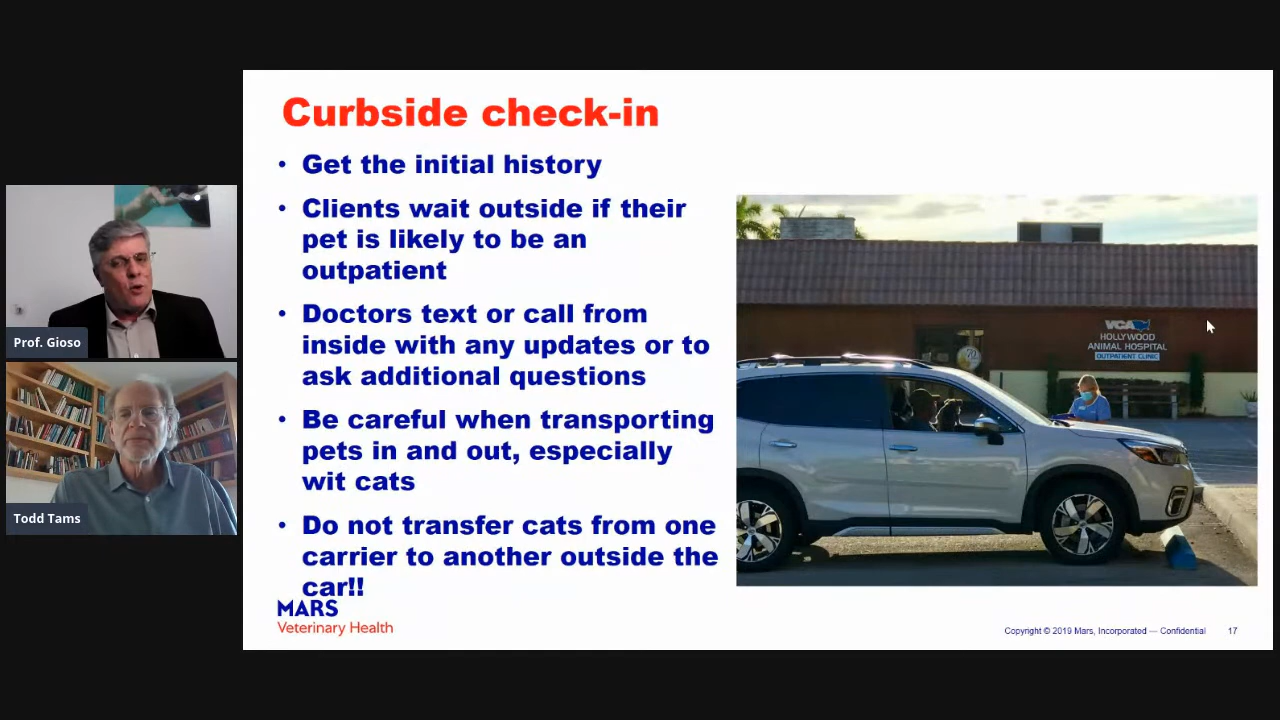 Curbside check-in
• Get the initial history
• Clients wait outside if their
pet is likely to be an
outpatient
• Doctors text or call from
inside with any updates or to
ask additional questions
• Be careful when transporting
pets in and out, especially
wit cats
• Do not transfer cats from one
carrier to another outside the
car!!
VCA
HOLLYWOOD
ANIMAL HOSPITAL
OUTPATIENT CLINIC
Prof. Gioso
Todd Tams
MARS
Veterinary Health
Copyright © 2019 Mars, Incorporated — Confidential
17